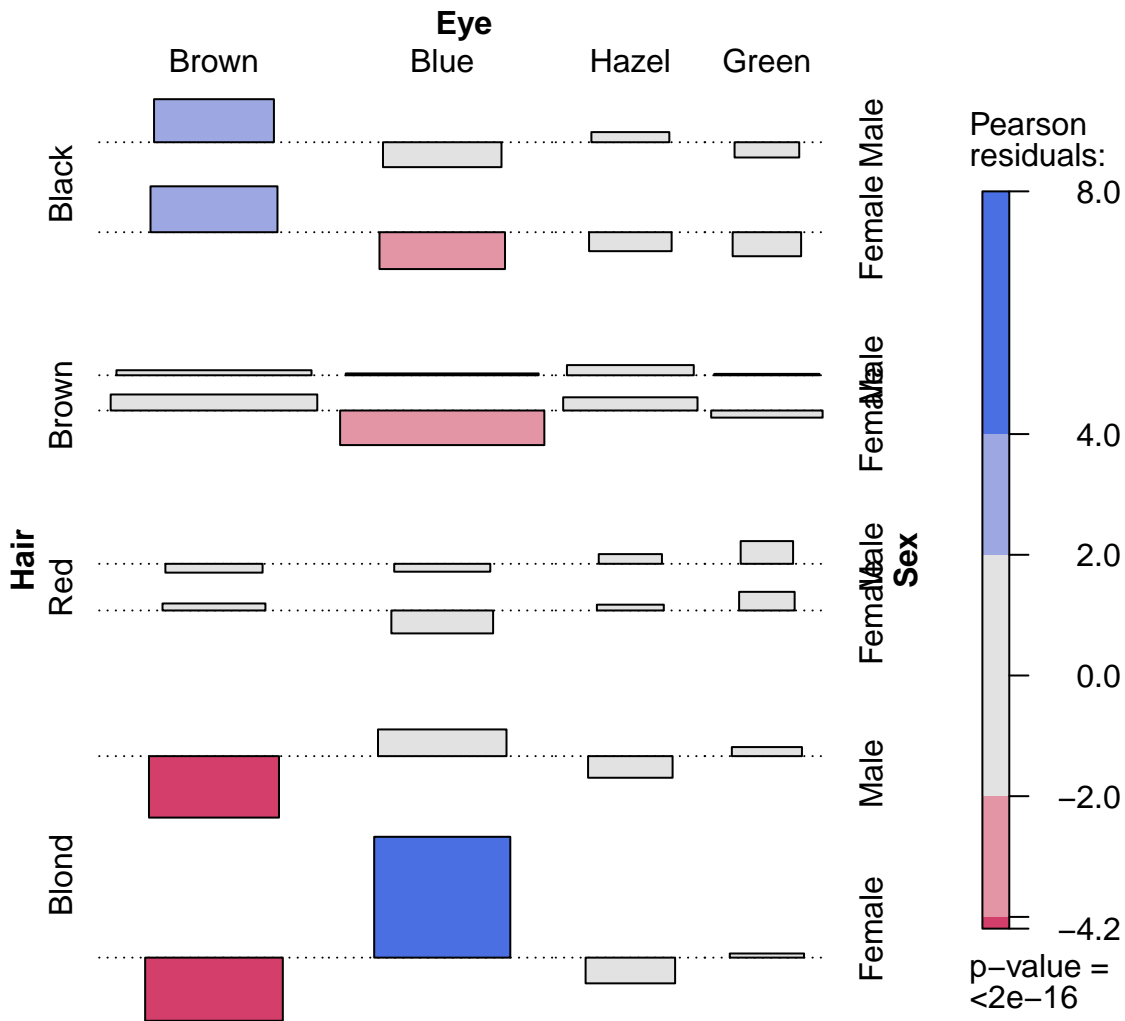 Eye
Brown Blue Hazel Green
Hair
Black
Brown
Red
Blond
Male
Female
Male
Female
Male
Female
Male
Female
Sex
Pearson
residuals:
8.0
4.0
2.0
0.0
−2.0
−4.2
p−value =
<2e−16